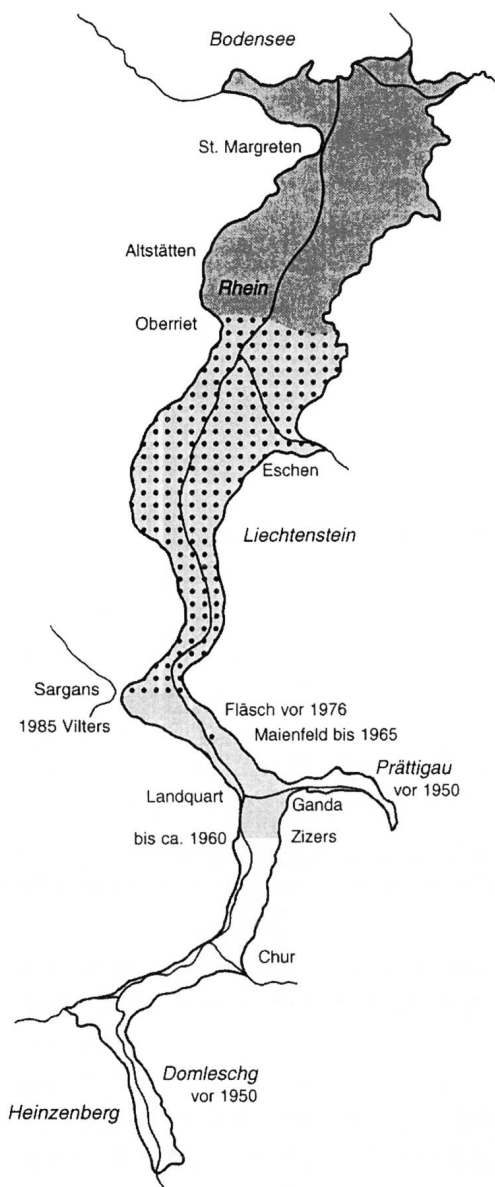 Bodensee
St. Margreten
Altstätten
Rhein
Oberriet
Eschen
Liechtenstein
Sargans
Fläsch vor 1976
1985 Vilters
Maienfeld bis 1965
Prättigau
vor 1950
Landquart
Ganda
bis ca. 1960
Zizers
Chur
Domleschg
vor 1950
Heinzenberg